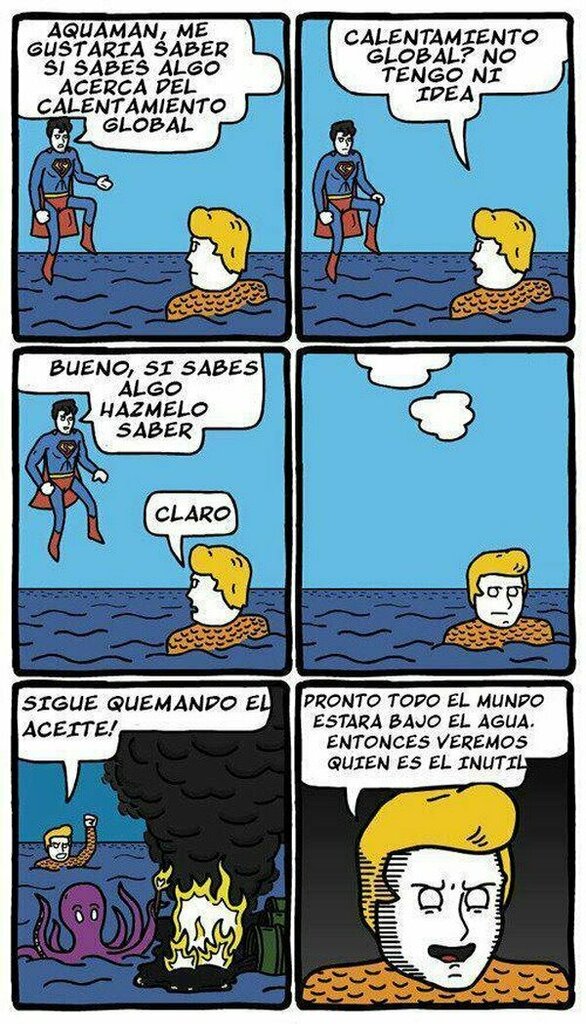 AQUAMAN, ME
GUSTARIA SABER
SI SABES ALGO
ACERCA DEL
CALENTAMIENTO
GLOBAL
CALENTAMIENTO
GLOBAL? NO
TENGO NI
IDEA
BUENO, SI SABES
ALGO
HAZMELO
SABER
CLARO
SIGUE QUEMANDO EL
ACEITE!
PRONTO TODO EL MUNDO
ESTARA BAJO EL AGUA.
ENTONCES VEREMOS
QUIEN ES EL INUTIL